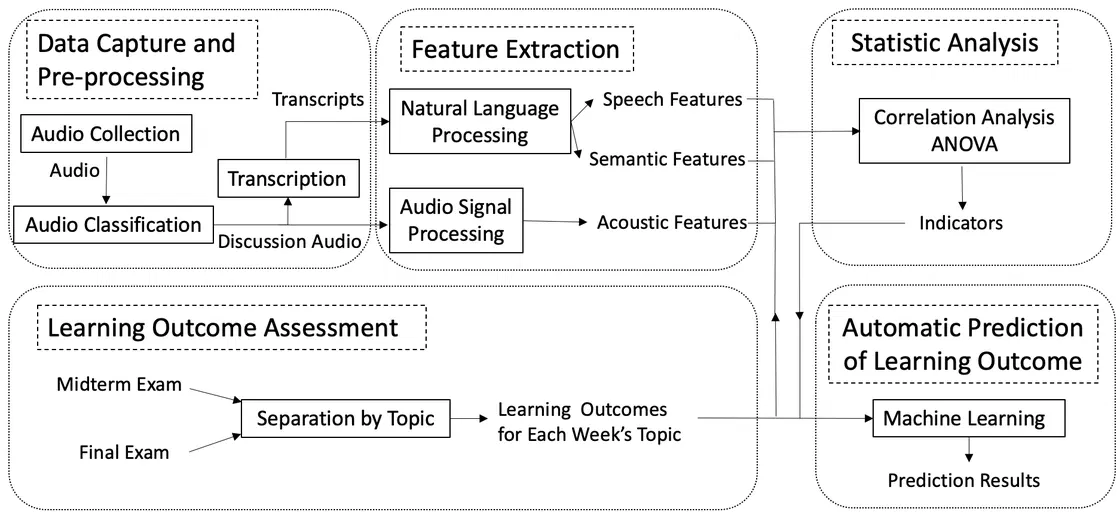 Data Capture and
Pre-processing
Audio Collection
Audio
Audio Classification
Transcription
Transcripts
Discussion Audio
Feature Extraction
Natural Language
Processing
Speech Features
Semantic Features
Audio Signal
Processing
Acoustic Features
Statistic Analysis
Correlation Analysis
ANOVA
Indicators
Learning Outcome Assessment
Midterm Exam
Final Exam
Separation by Topic
Learning Outcomes
for Each Week's Topic
Automatic Prediction
of Learning Outcome
Machine Learning
Prediction Results